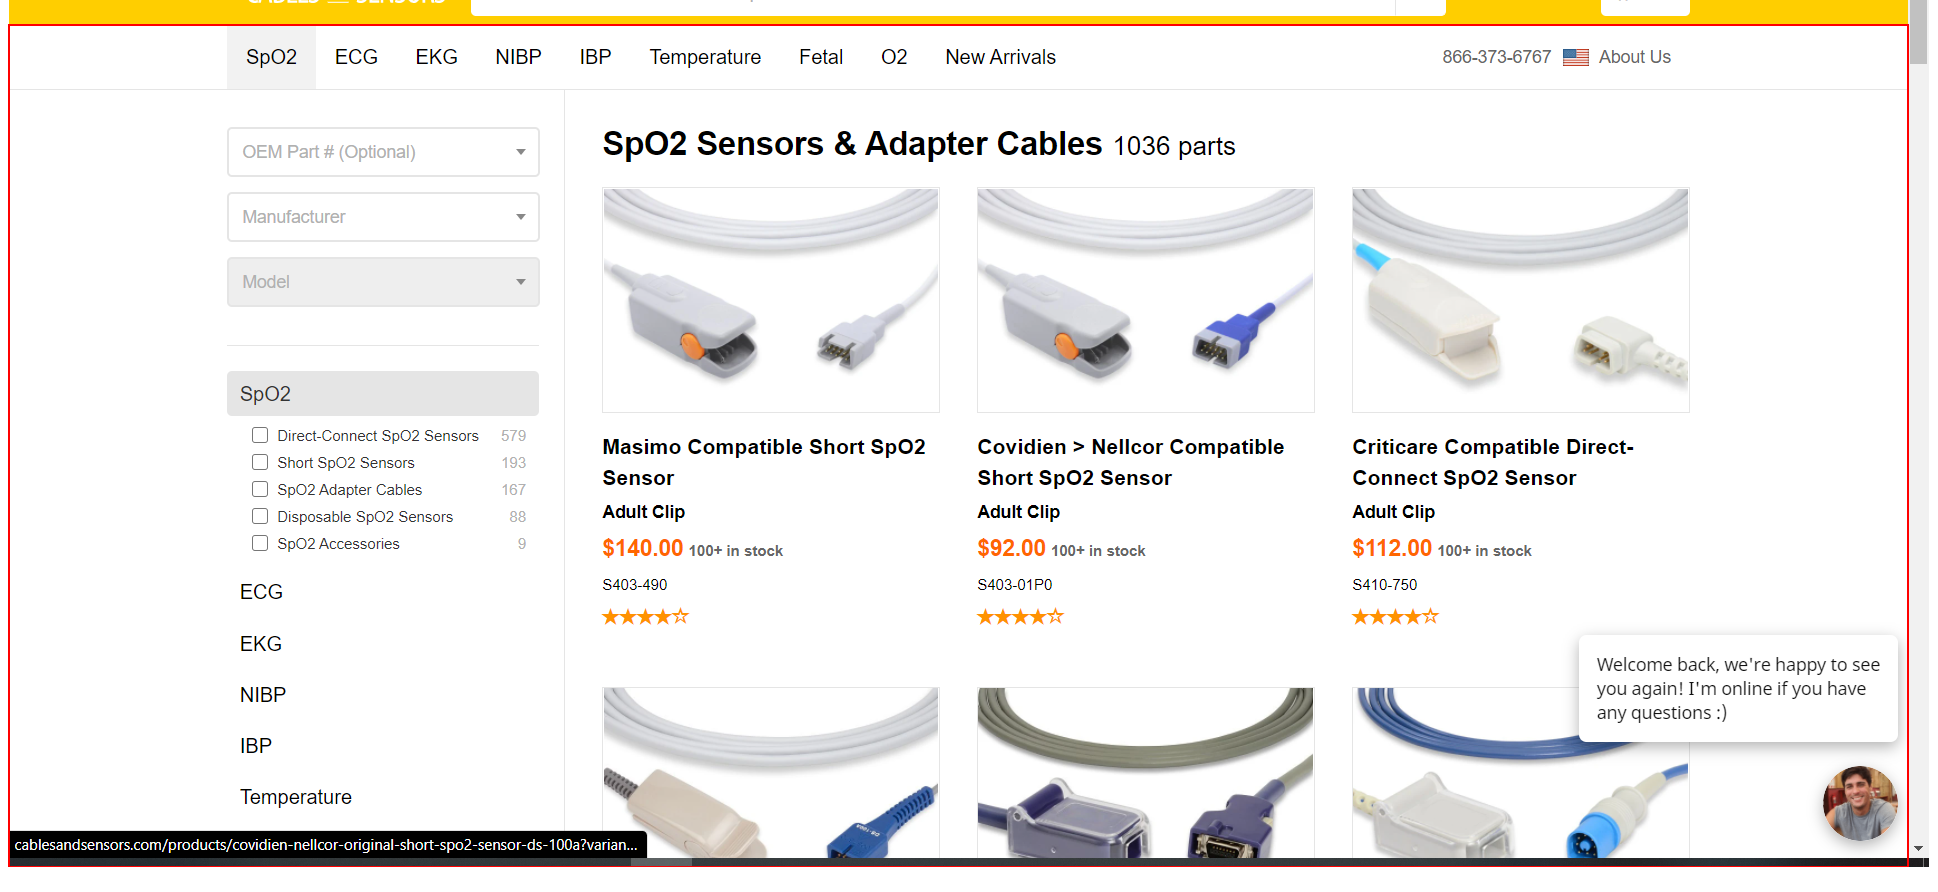 CABLES SENSORS
SpO2 ECG EKG NIBP IBP Temperature Fetal O2 New Arrivals 866-373-6767 About Us
OEM Part # (Optional)
Manufacturer
Model
SpO2
Direct-Connect SpO2 Sensors 579
Short SpO2 Sensors 193
SpO2 Adapter Cables 167
Disposable SpO2 Sensors 88
SpO2 Accessories 9
ECG
EKG
NIBP
IBP
Temperature
SpO2 Sensors & Adapter Cables 1036 parts
Masimo Compatible Short SpO2
Sensor
Adult Clip
$140.00 100+ in stock
S403-490
★★★★☆
Covidien > Nellcor Compatible
Short SpO2 Sensor
Adult Clip
$92.00 100+ in stock
S403-01P0
★★★★☆
Criticare Compatible Direct-
Connect SpO2 Sensor
Adult Clip
$112.00 100+ in stock
S410-750
★★★★☆
DS-100A
Welcome back, we're happy to see
you again! I'm online if you have
any questions :)
cablesandsensors.com/products/covidien-nellcor-original-short-spo2-sensor-ds-100a?varian...